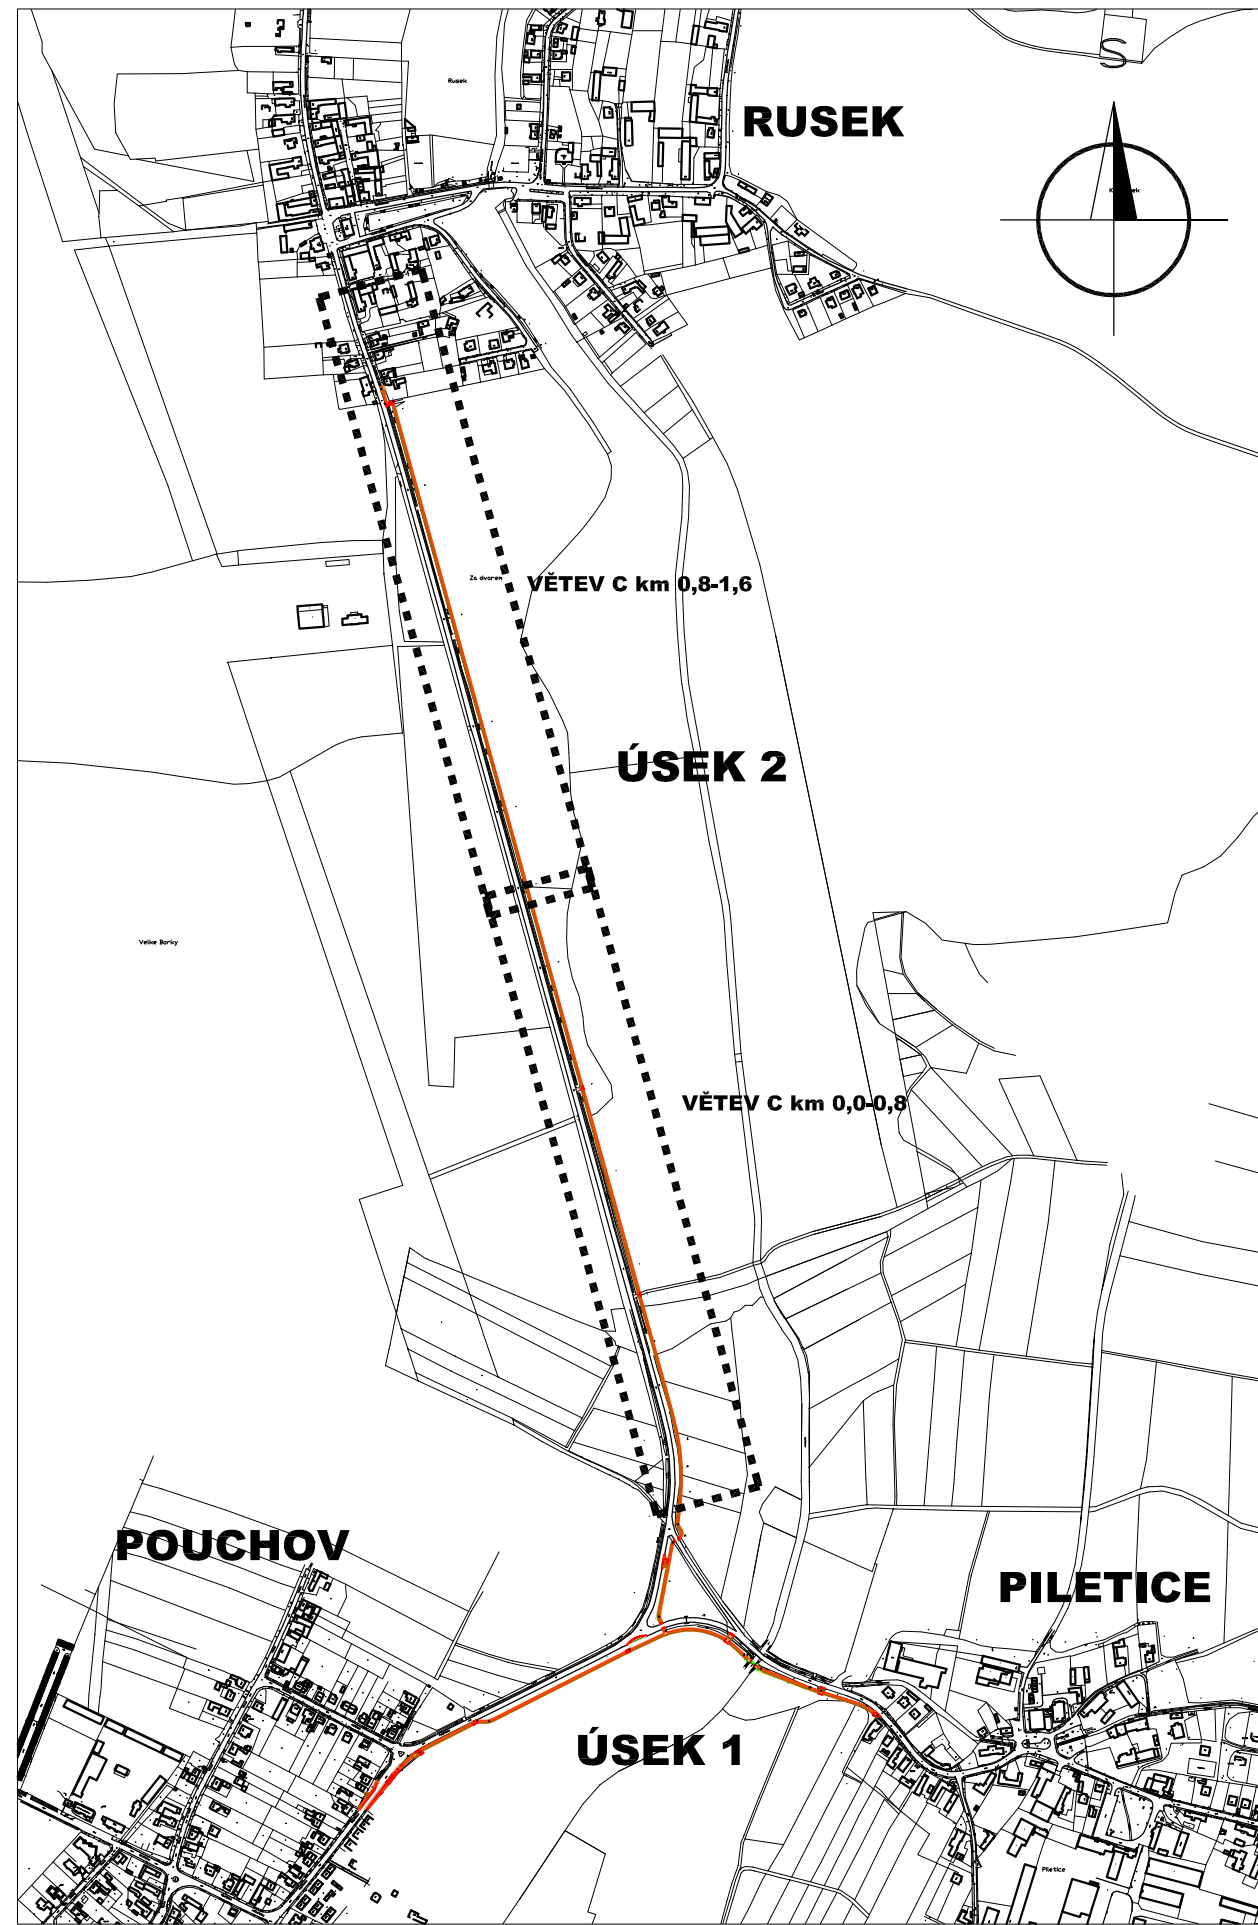 S
Rusek
RUSEK
Za dvorem
VĚTEV C km 0,8-1,6
ÚSEK 2
Velke Borky
VĚTEV C km 0,0-0,8
POUCHOV
PILETICE
ÚSEK 1
Piletice